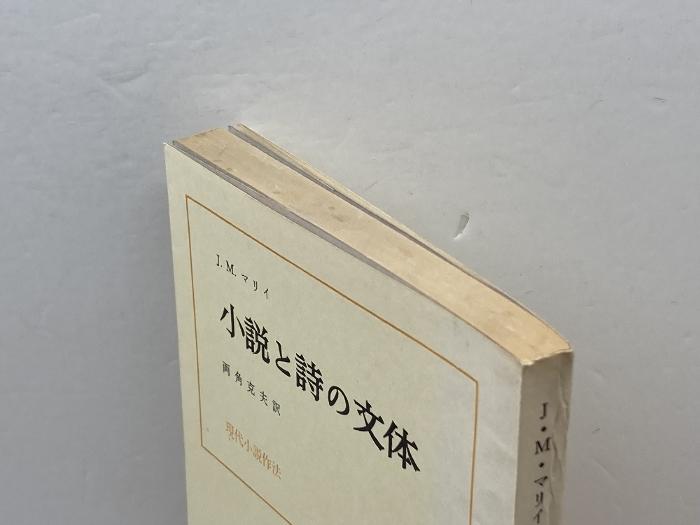 J.M.マリイ
小説と詩の文体
両角克夫訳
現代小説作法
J・M・マリイ